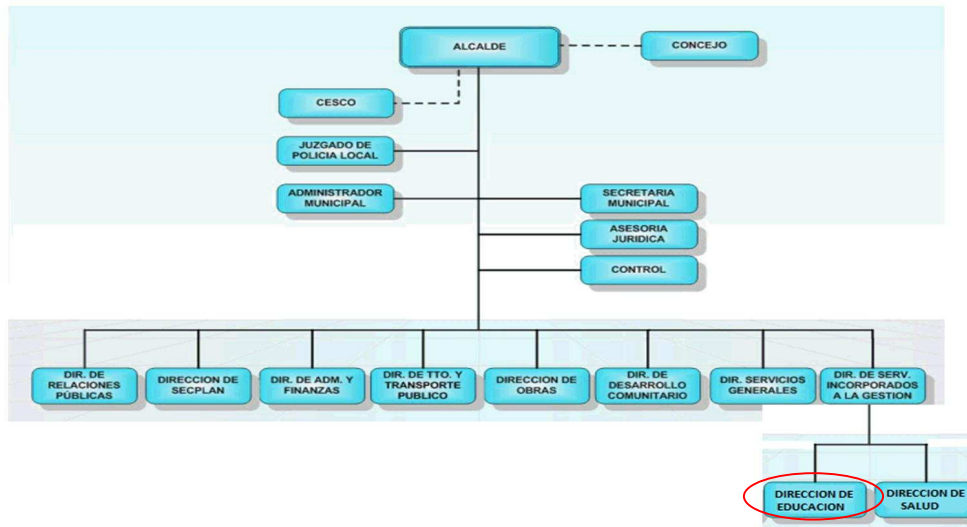 ALCALDE
CONCEJO
CESCO
JUZGADO DE
POLICIA LOCAL
ADMINISTRADOR
MUNICIPAL
SECRETARIA
MUNICIPAL
ASESORIA
JURIDICA
CONTROL
DIR. DE
RELACIONES
PÚBLICAS
DIRECCION DE
SECPLAN
DIR. DE ADM. Y
FINANZAS
DIR. DE TTO. Y
TRANSPORTE
PUBLICO
DIRECCION DE
OBRAS
DIR. DE
DESARROLLO
COMUNITARIO
DIR. SERVICIOS
GENERALES
DIR. DE SERV.
INCORPORADOS
A LA GESTION
DIRECCION DE
EDUCACION
DIRECCION DE
SALUD